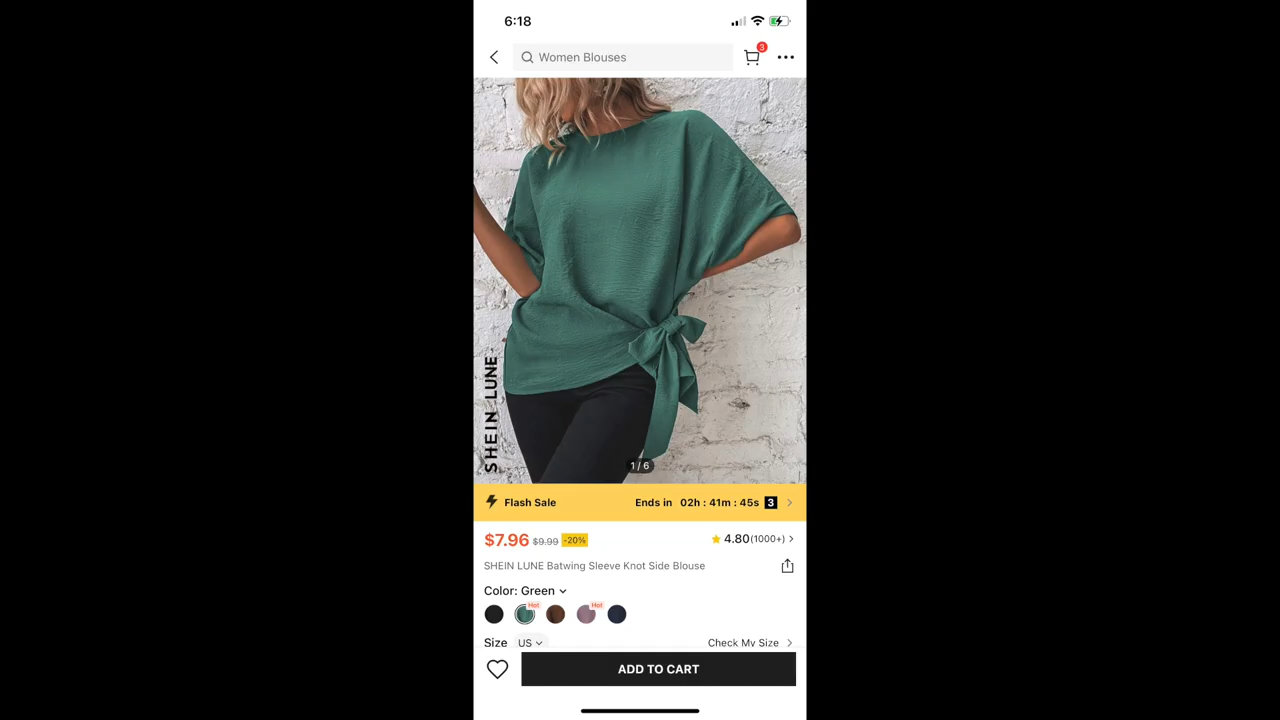 6:18
Women Blouses
3
SHEIN LUNE
1 / 6
Flash Sale
Ends in 02h : 41m : 45s 3
$7.96 $9.99 -20%
4.80(1000+)
SHEIN LUNE Batwing Sleeve Knot Side Blouse
Color: Green
Hot
Hot
Size US
Check My Size
ADD TO CART